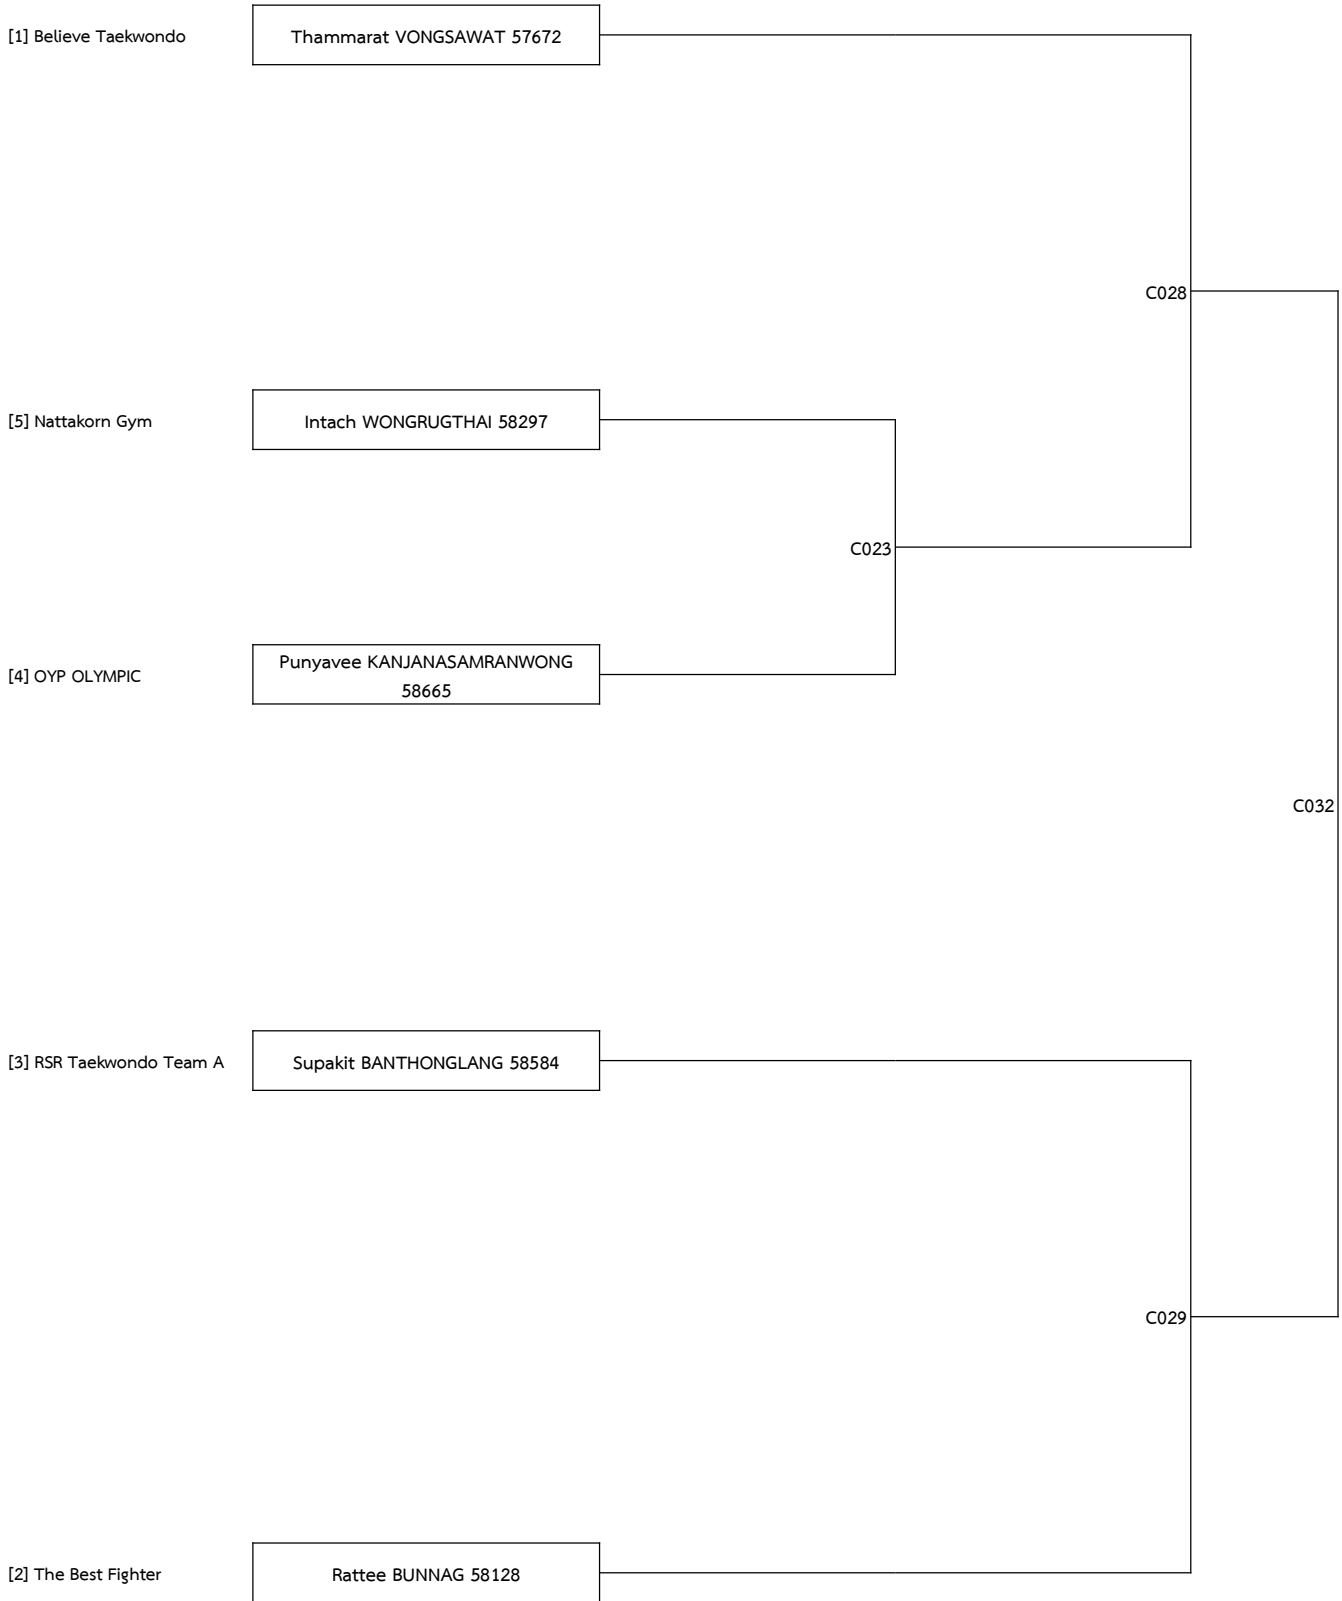 [1] Believe Taekwondo
Thammarat VONGSAWAT 57672
C028
[5] Nattakorn Gym
Intach WONGRUGTHAI 58297
C023
[4] OYP OLYMPIC
Punyavee KANJANASAMRANWONG
58665
C032
[3] RSR Taekwondo Team A
Supakit BANTHONGLANG 58584
C029
[2] The Best Fighter
Rattee BUNNAG 58128